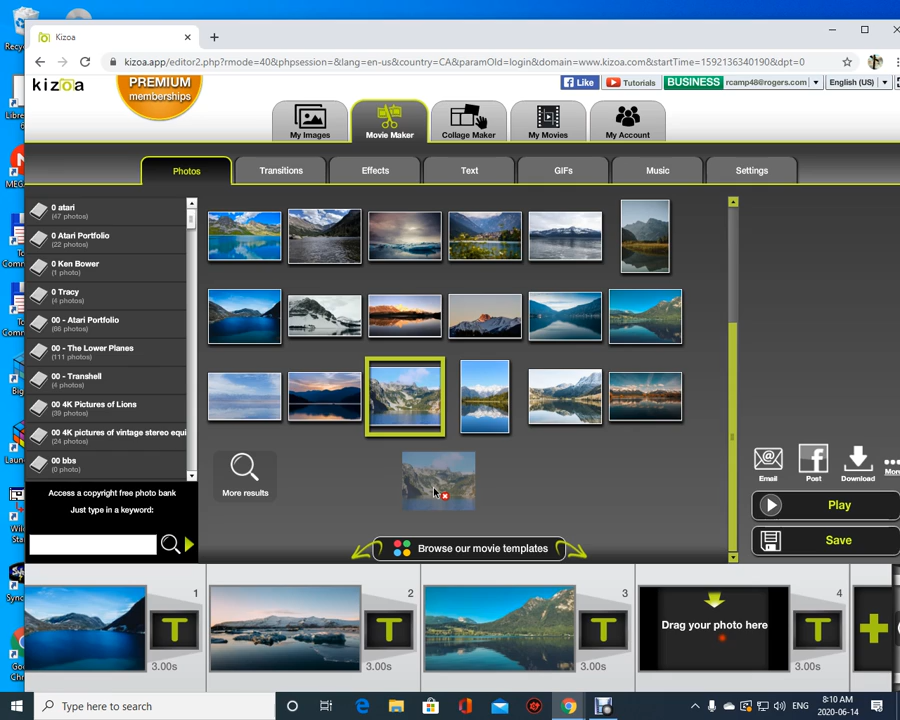 Recy
Kizoa
kizoa.app/editor2.php?rmode=40&phpsession=&lang=en-us&country=CA&paramOld=login&domain=www.kizoa.com&startTime=1592136340190&dpt=0
kizoa
PREMIUM
memberships
Like
Tutorials
BUSINESS
rcamp48@rogers.com
English (US)
My Images
Movie Maker
Collage Maker
My Movies
My Account
Photos
Transitions
Effects
Text
GIFs
Music
Settings
0 atari
(47 photos)
0 Atari Portfolio
(22 photos)
0 Ken Bower
(1 photo)
0 Tracy
(4 photos)
00 - Atari Portfolio
(66 photos)
00 - The Lower Planes
(111 photos)
00 - Transhell
(4 photos)
00 4K Pictures of Lions
(39 photos)
00 4K pictures of vintage stereo equi
(24 photos)
00 bbs
(0 photo)
Access a copyright free photo bank
Just type in a keyword:
More results
Browse our movie templates
Email
Post
Download
More
Play
Save
1
T
3.00s
2
T
3.00s
3
T
3.00s
Drag your photo here
4
T
3.00s
Type here to search
ENG
8:10 AM
2020-06-14